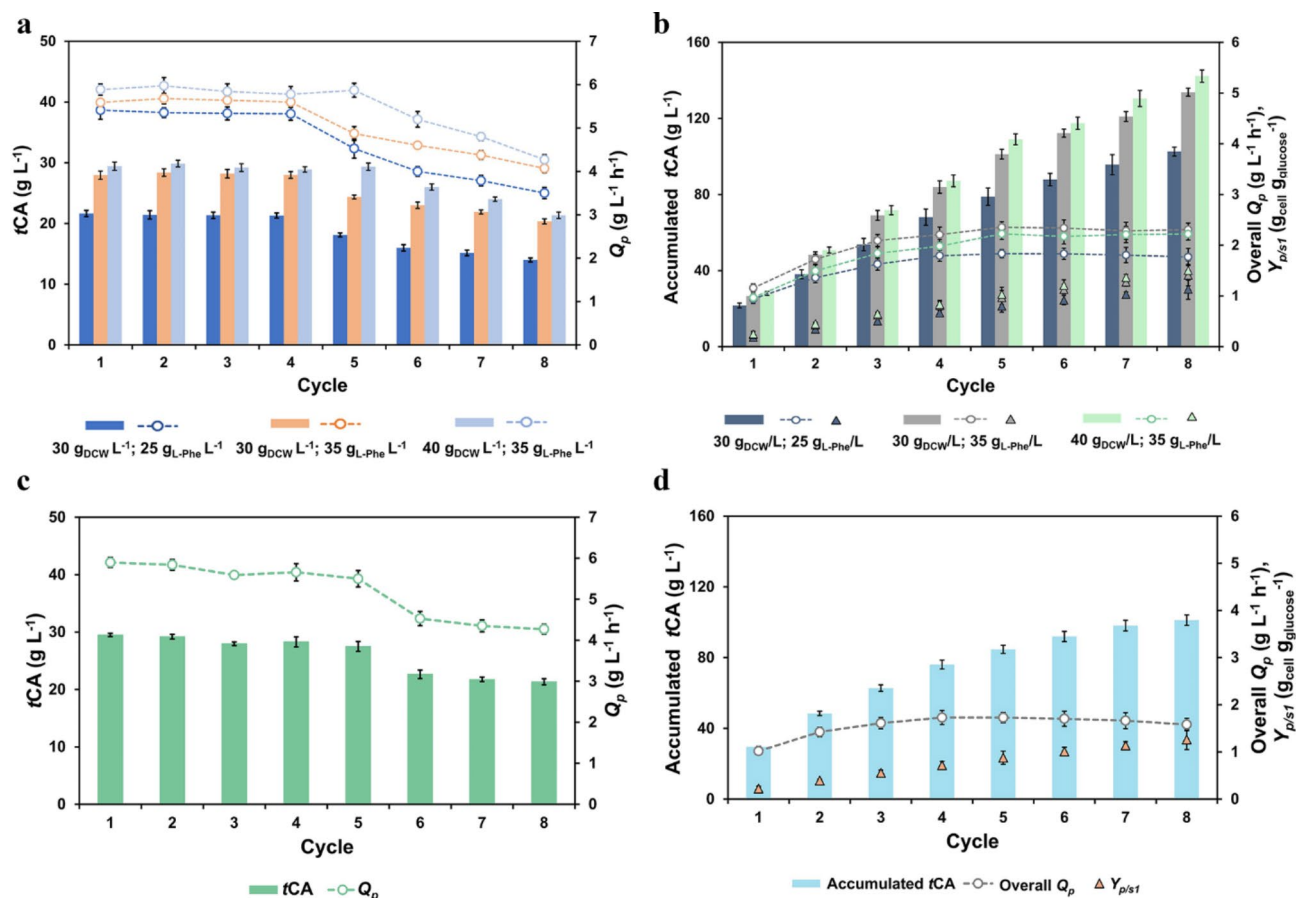 a
50
45
40
35
30
25
20
15
10
5
0
tCA (g L⁻¹)
7
6
5
4
3
2
1
0
Qp (g L⁻¹ h⁻¹)
1 2 3 4 5 6 7 8
Cycle
30 gDCW L⁻¹; 25 gL-Phe L⁻¹
30 gDCW L⁻¹; 35 gL-Phe L⁻¹
40 gDCW L⁻¹; 35 gL-Phe L⁻¹
b
160
120
80
40
0
Accumulated tCA (g L⁻¹)
6
5
4
3
2
1
0
Overall Qp (g L⁻¹ h⁻¹),
Yp/s1 (gcell gglucose⁻¹)
1 2 3 4 5 6 7 8
Cycle
30 gDCW/L; 25 gL-Phe/L
30 gDCW/L; 35 gL-Phe/L
40 gDCW/L; 35 gL-Phe/L
c
50
40
30
20
10
0
tCA (g L⁻¹)
7
6
5
4
3
2
1
0
Qp (g L⁻¹ h⁻¹)
1 2 3 4 5 6 7 8
Cycle
tCA
Qp
d
160
120
80
40
0
Accumulated tCA (g L⁻¹)
6
5
4
3
2
1
0
Overall Qp (g L⁻¹ h⁻¹)
Yp/s1 (gcell gglucose⁻¹)
1 2 3 4 5 6 7 8
Cycle
Accumulated tCA
Overall Qp
Yp/s1